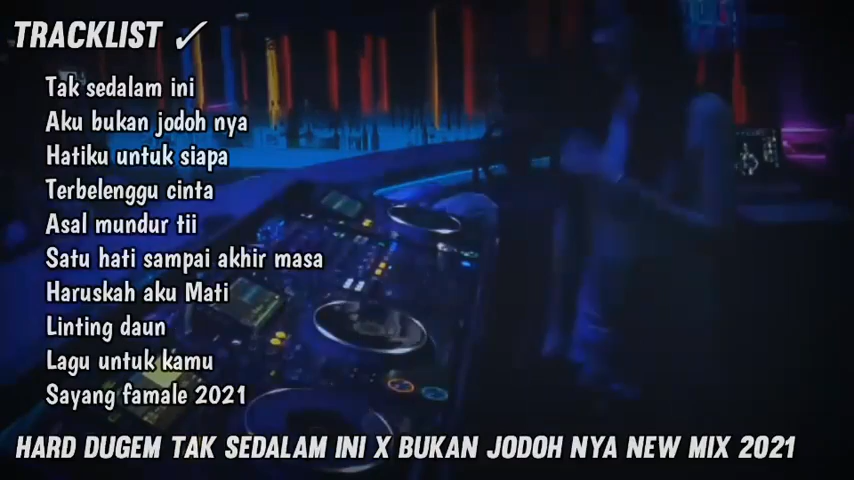 TRACKLIST ✓
Tak sedalam ini
Aku bukan jodoh nya
Hatiku untuk siapa
Terbelenggu cinta
Asal mundur tii
Satu hati sampai akhir masa
Haruskah aku Mati
Linting daun
Lagu untuk kamu
Sayang famale 2021
HARD DUGEM TAK SEDALAM INI X BUKAN JODOH NYA NEW MIX 2021